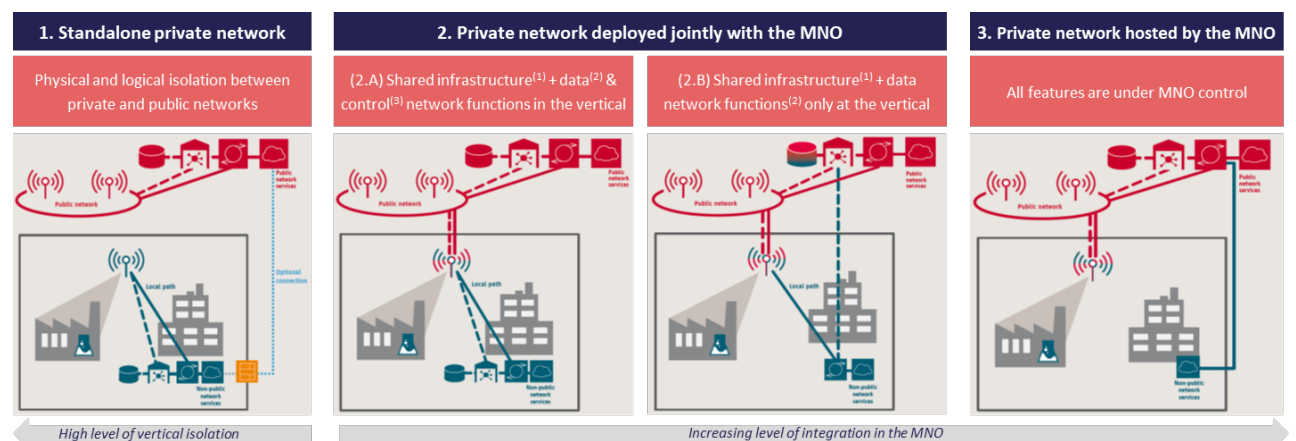 1. Standalone private network
2. Private network deployed jointly with the MNO
3. Private network hosted by the MNO
Physical and logical isolation between
private and public networks
(2.A) Shared infrastructure(1) + data(2) &
control(3) network functions in the vertical
(2.B) Shared infrastructure(1) + data
network functions(2) only at the vertical
All features are under MNO control
Public
network
services
Public network
Optional
connection
Local path
Non-public
network
services
Public
network
services
Public network
Local path
Non-public
network
services
Public
network
services
Public network
Local path
Non-public
network
services
Public
network
services
Public network
Non-public
network
services
High level of vertical isolation
Increasing level of integration in the MNO